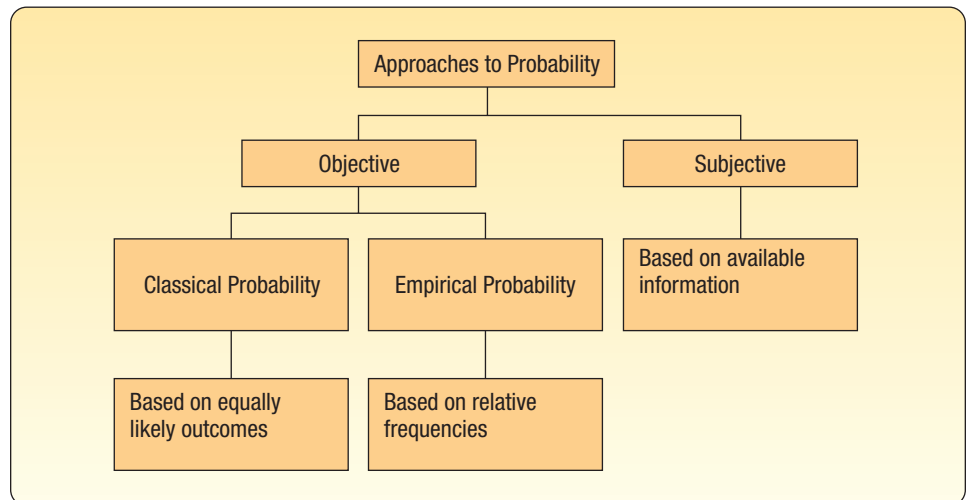 Approaches to Probability
Objective
Subjective
Classical Probability
Empirical Probability
Based on available
information
Based on equally
likely outcomes
Based on relative
frequencies